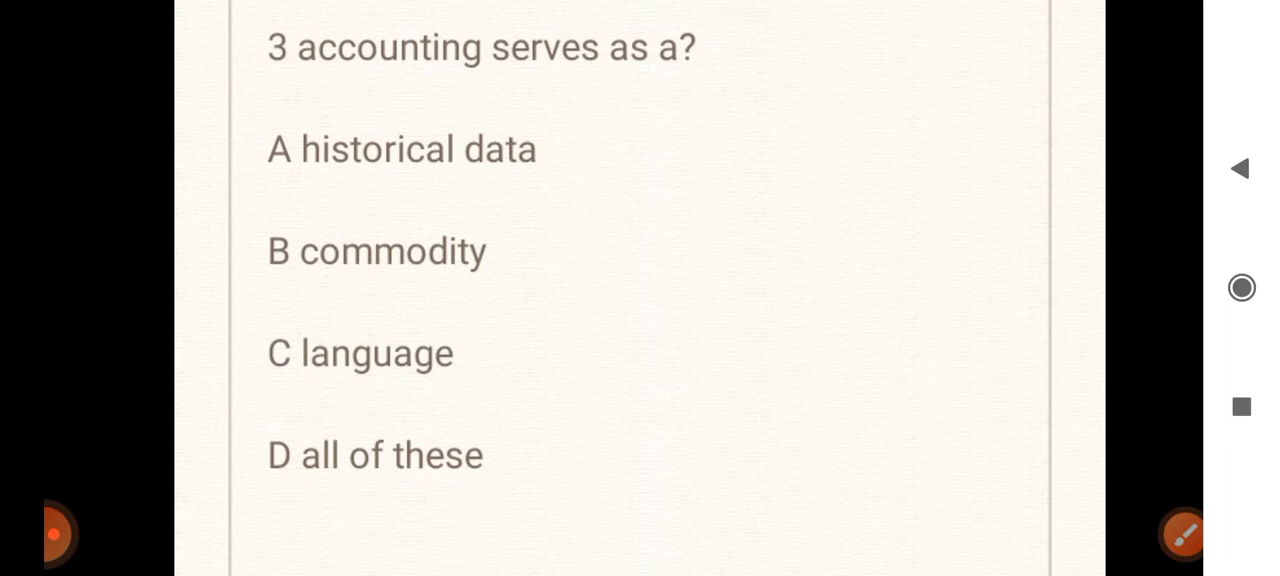 3 accounting serves as a?
A historical data
B commodity
C language
D all of these